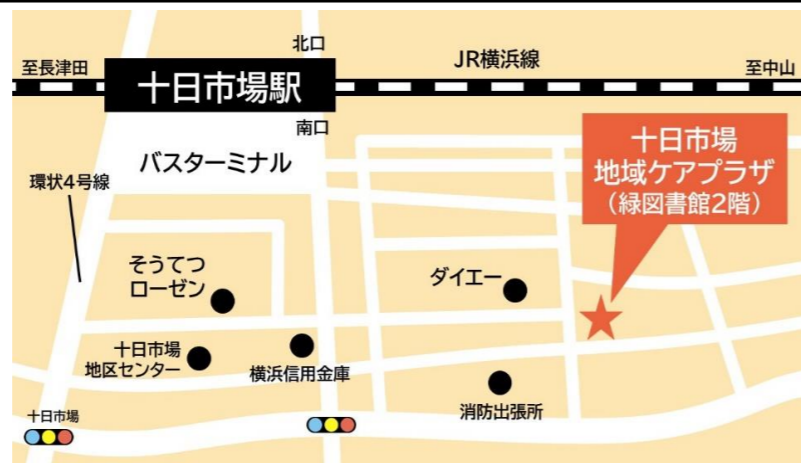 北口
JR横浜線
至長津田
至中山
十日市場駅
南口
バスターミナル
環状4号線
十日市場
地域ケアプラザ
(緑図書館2階)
そうてつ
ローゼン
ダイエー
十日市場
地区センター
横浜信用金庫
消防出張所
十日市場